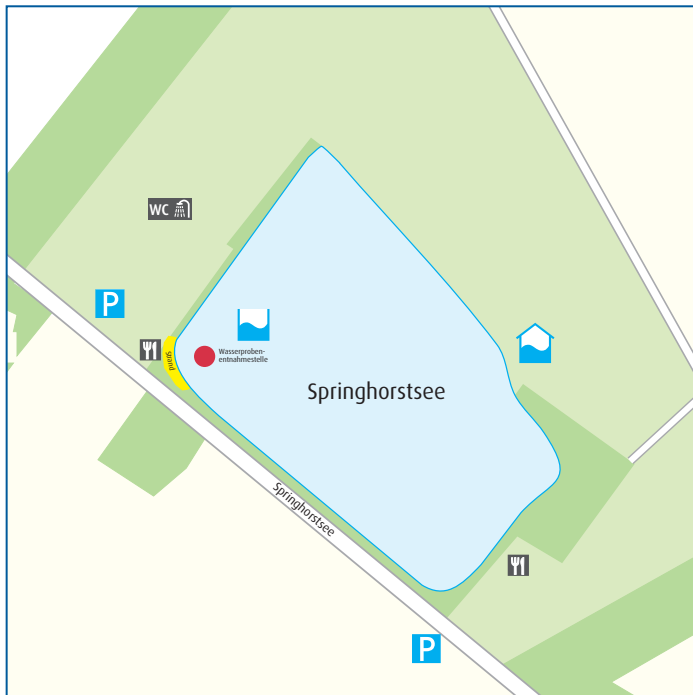 WC
P
Strand
Wasserproben-
entnahmestelle
Springhorstsee
Springhorstsee
P